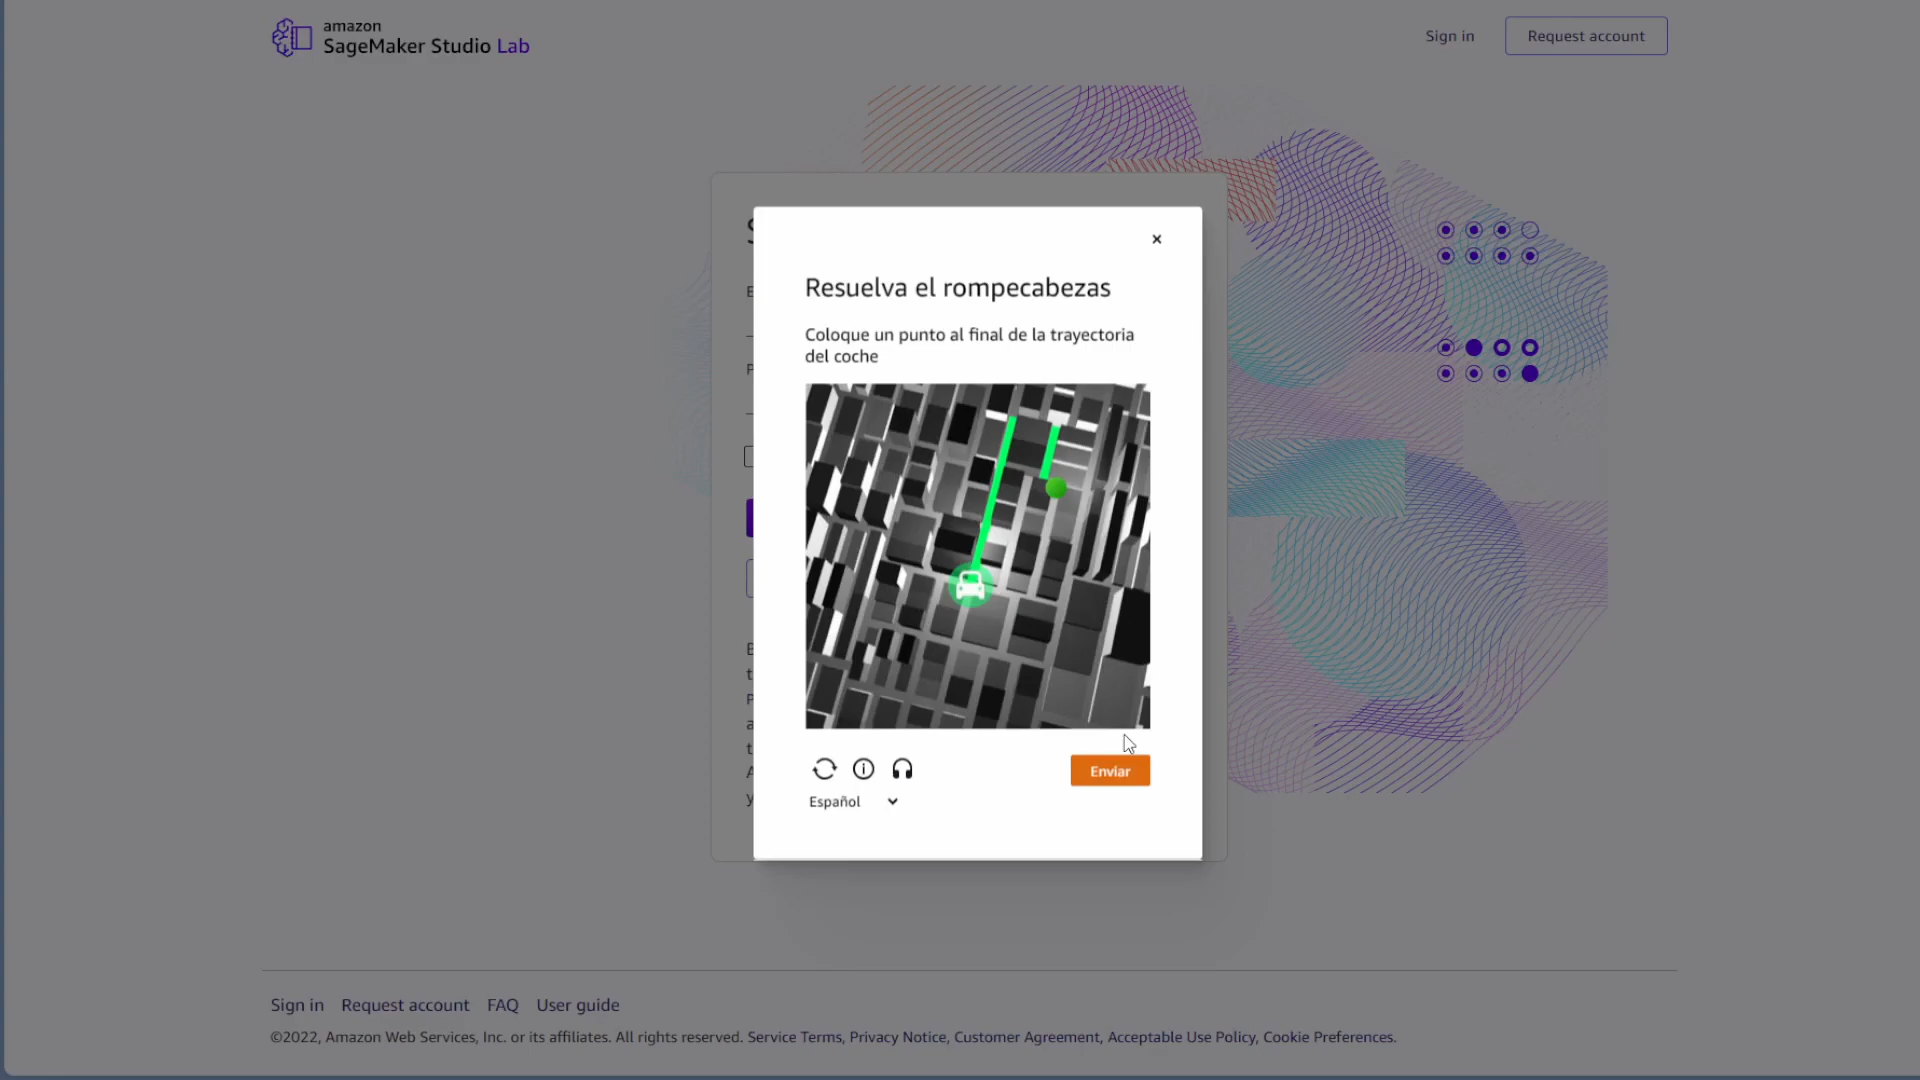 amazon
SageMaker Studio Lab
Sign in
Request account
Resuelva el rompecabezas
Coloque un punto al final de la trayectoria
del coche
Enviar
Español
Sign in Request account FAQ User guide
©2022, Amazon Web Services, Inc. or its affiliates. All rights reserved. Service Terms, Privacy Notice, Customer Agreement, Acceptable Use Policy, Cookie Preferences.